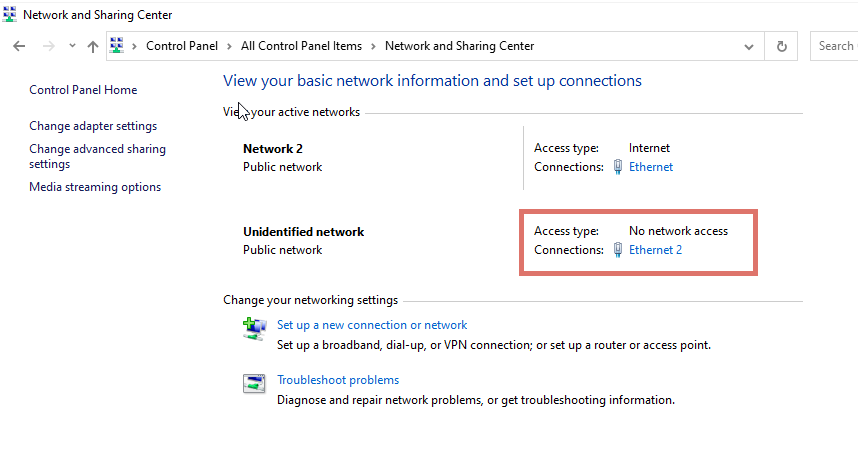 Network and Sharing Center
Control Panel > All Control Panel Items > Network and Sharing Center
Search
Control Panel Home
Change adapter settings
Change advanced sharing
settings
Media streaming options
View your basic network information and set up connections
View your active networks
Network 2
Public network
Access type: Internet
Connections: Ethernet
Unidentified network
Public network
Access type: No network access
Connections: Ethernet 2
Change your networking settings
Set up a new connection or network
Set up a broadband, dial-up, or VPN connection; or set up a router or access point.
Troubleshoot problems
Diagnose and repair network problems, or get troubleshooting information.